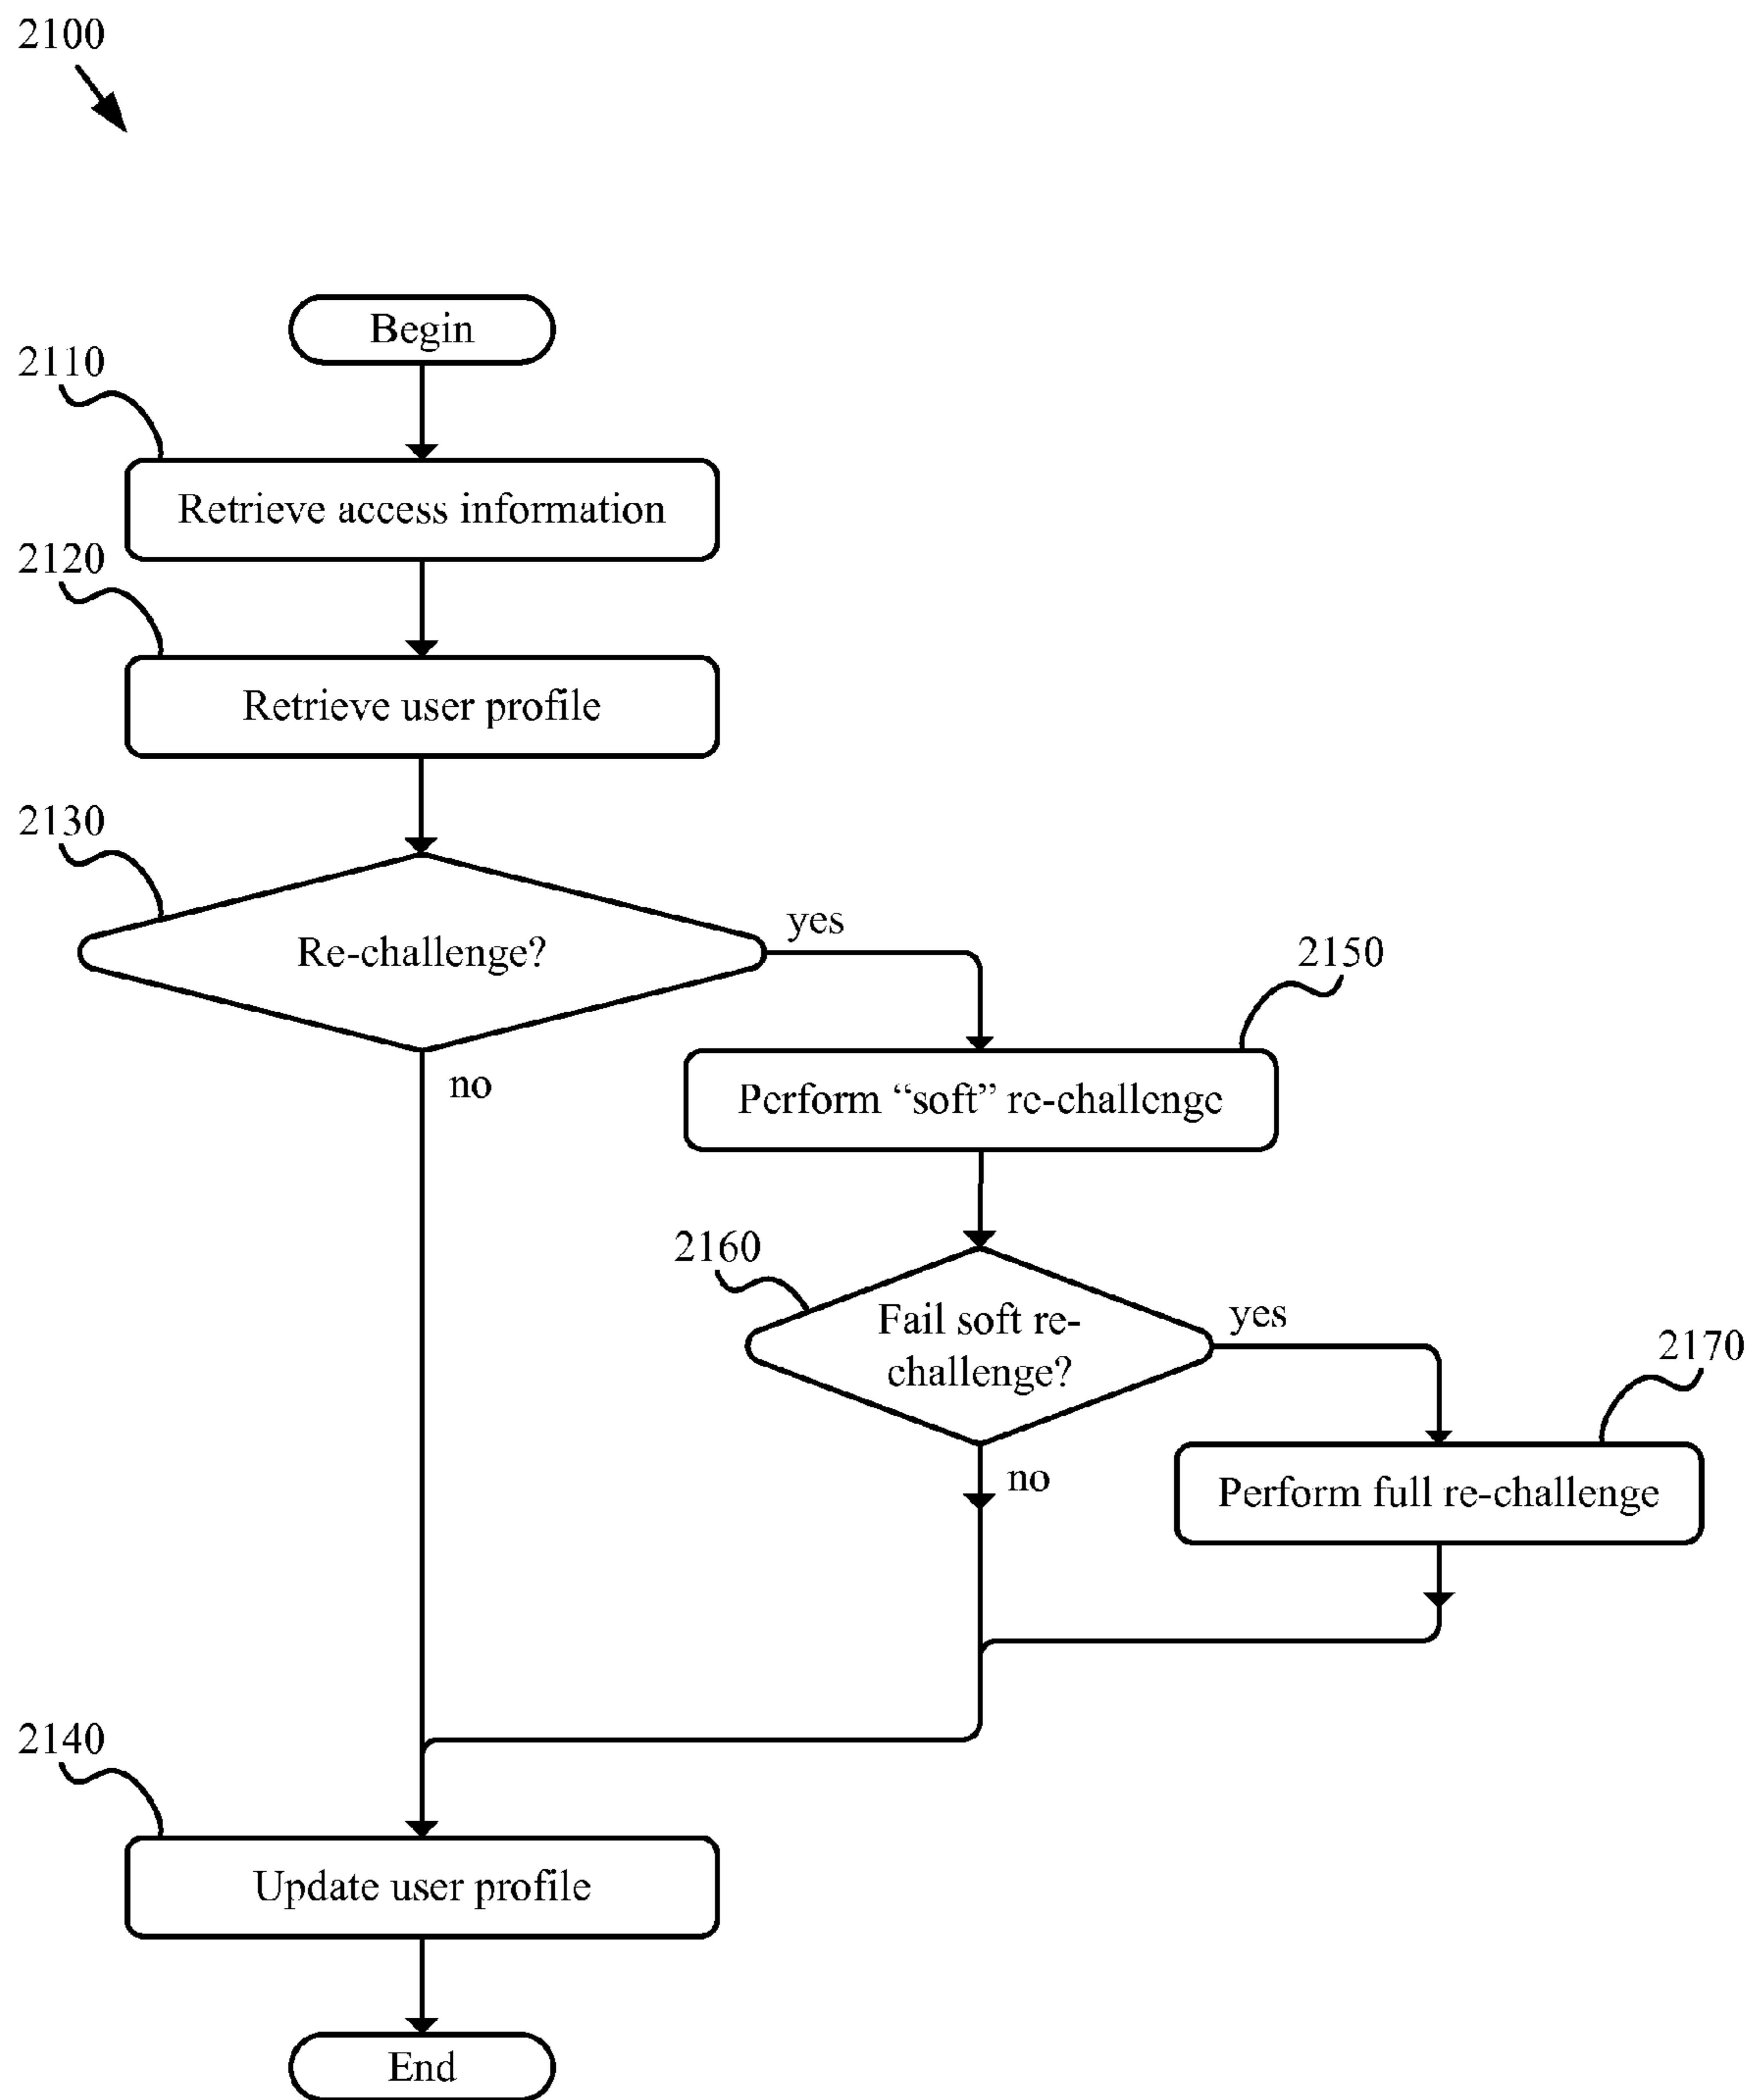 2100
Begin
2110
Retrieve access information
2120
Retrieve user profile
2130
Re-challenge?
yes
no
2150
Perform “soft” re-challenge
2160
Fail soft re-
challenge?
yes
no
2170
Perform full re-challenge
2140
Update user profile
End